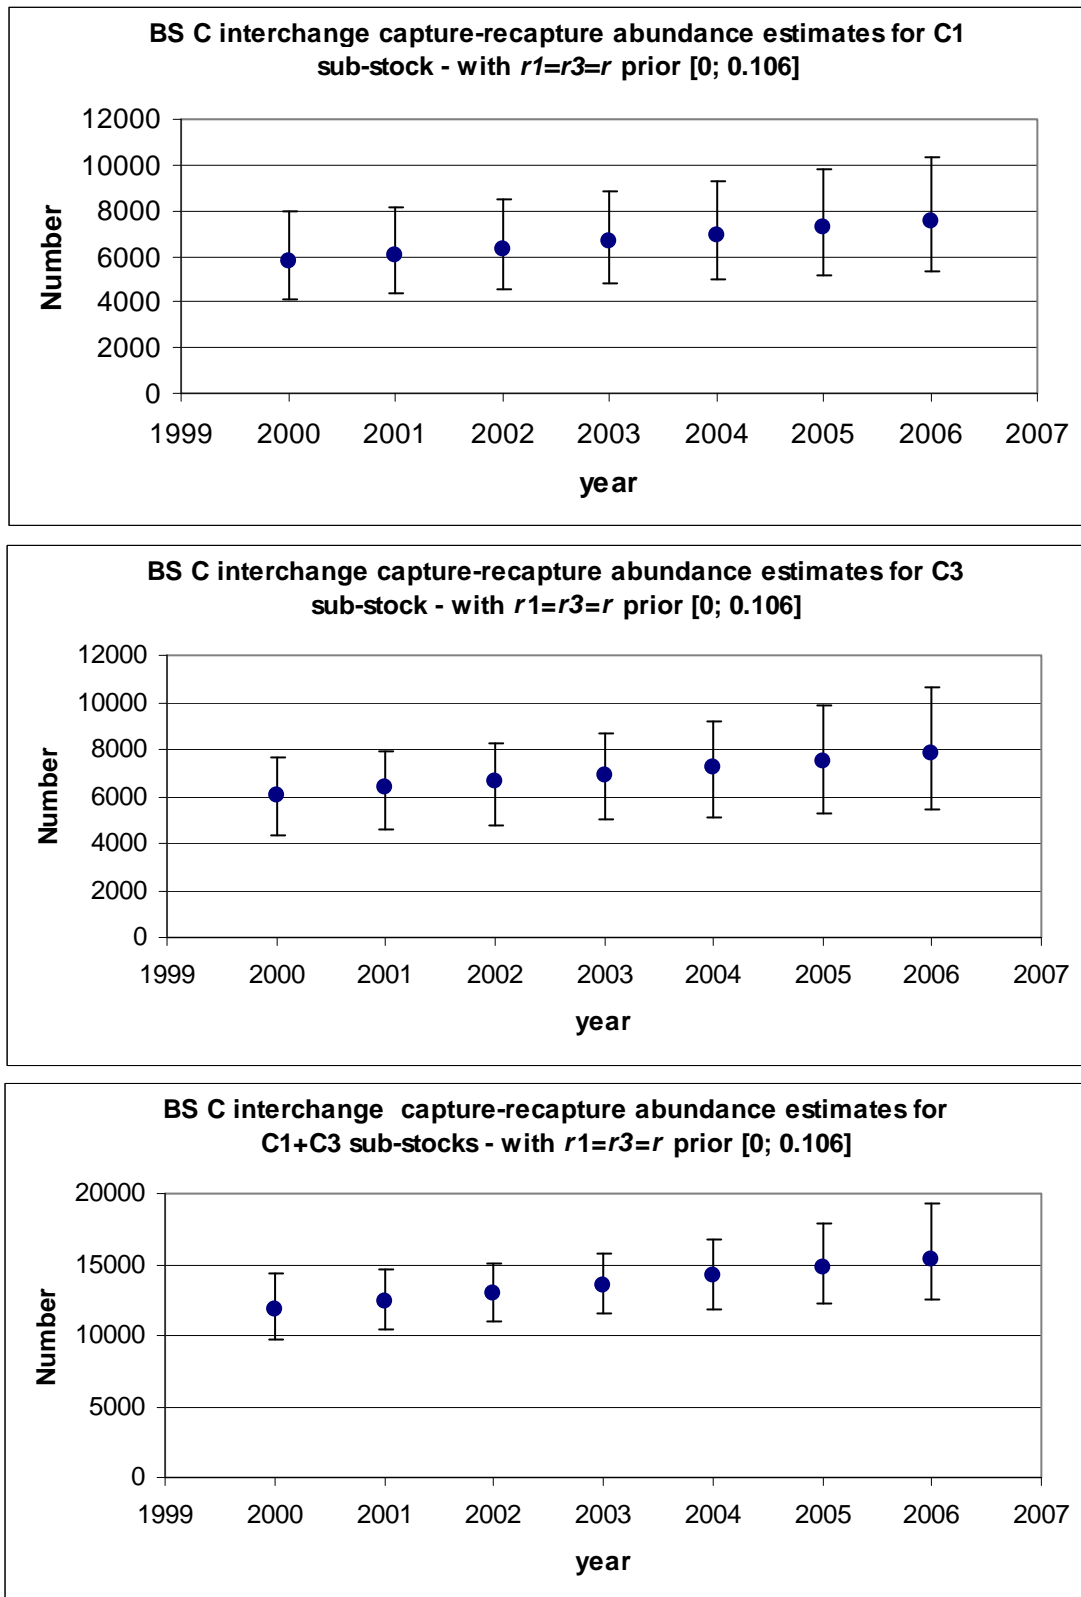 BS C interchange capture-recapture abundance estimates for C1
sub-stock - with r1=r3=r prior [0; 0.106]
12000
10000
8000
6000
4000
2000
0
Number
1999 2000 2001 2002 2003 2004 2005 2006 2007
year
BS C interchange capture-recapture abundance estimates for C3
sub-stock - with r1=r3=r prior [0; 0.106]
12000
10000
8000
6000
4000
2000
0
Number
1999 2000 2001 2002 2003 2004 2005 2006 2007
year
BS C interchange capture-recapture abundance estimates for
C1+C3 sub-stocks - with r1=r3=r prior [0; 0.106]
20000
15000
10000
5000
0
Number
1999 2000 2001 2002 2003 2004 2005 2006 2007
year